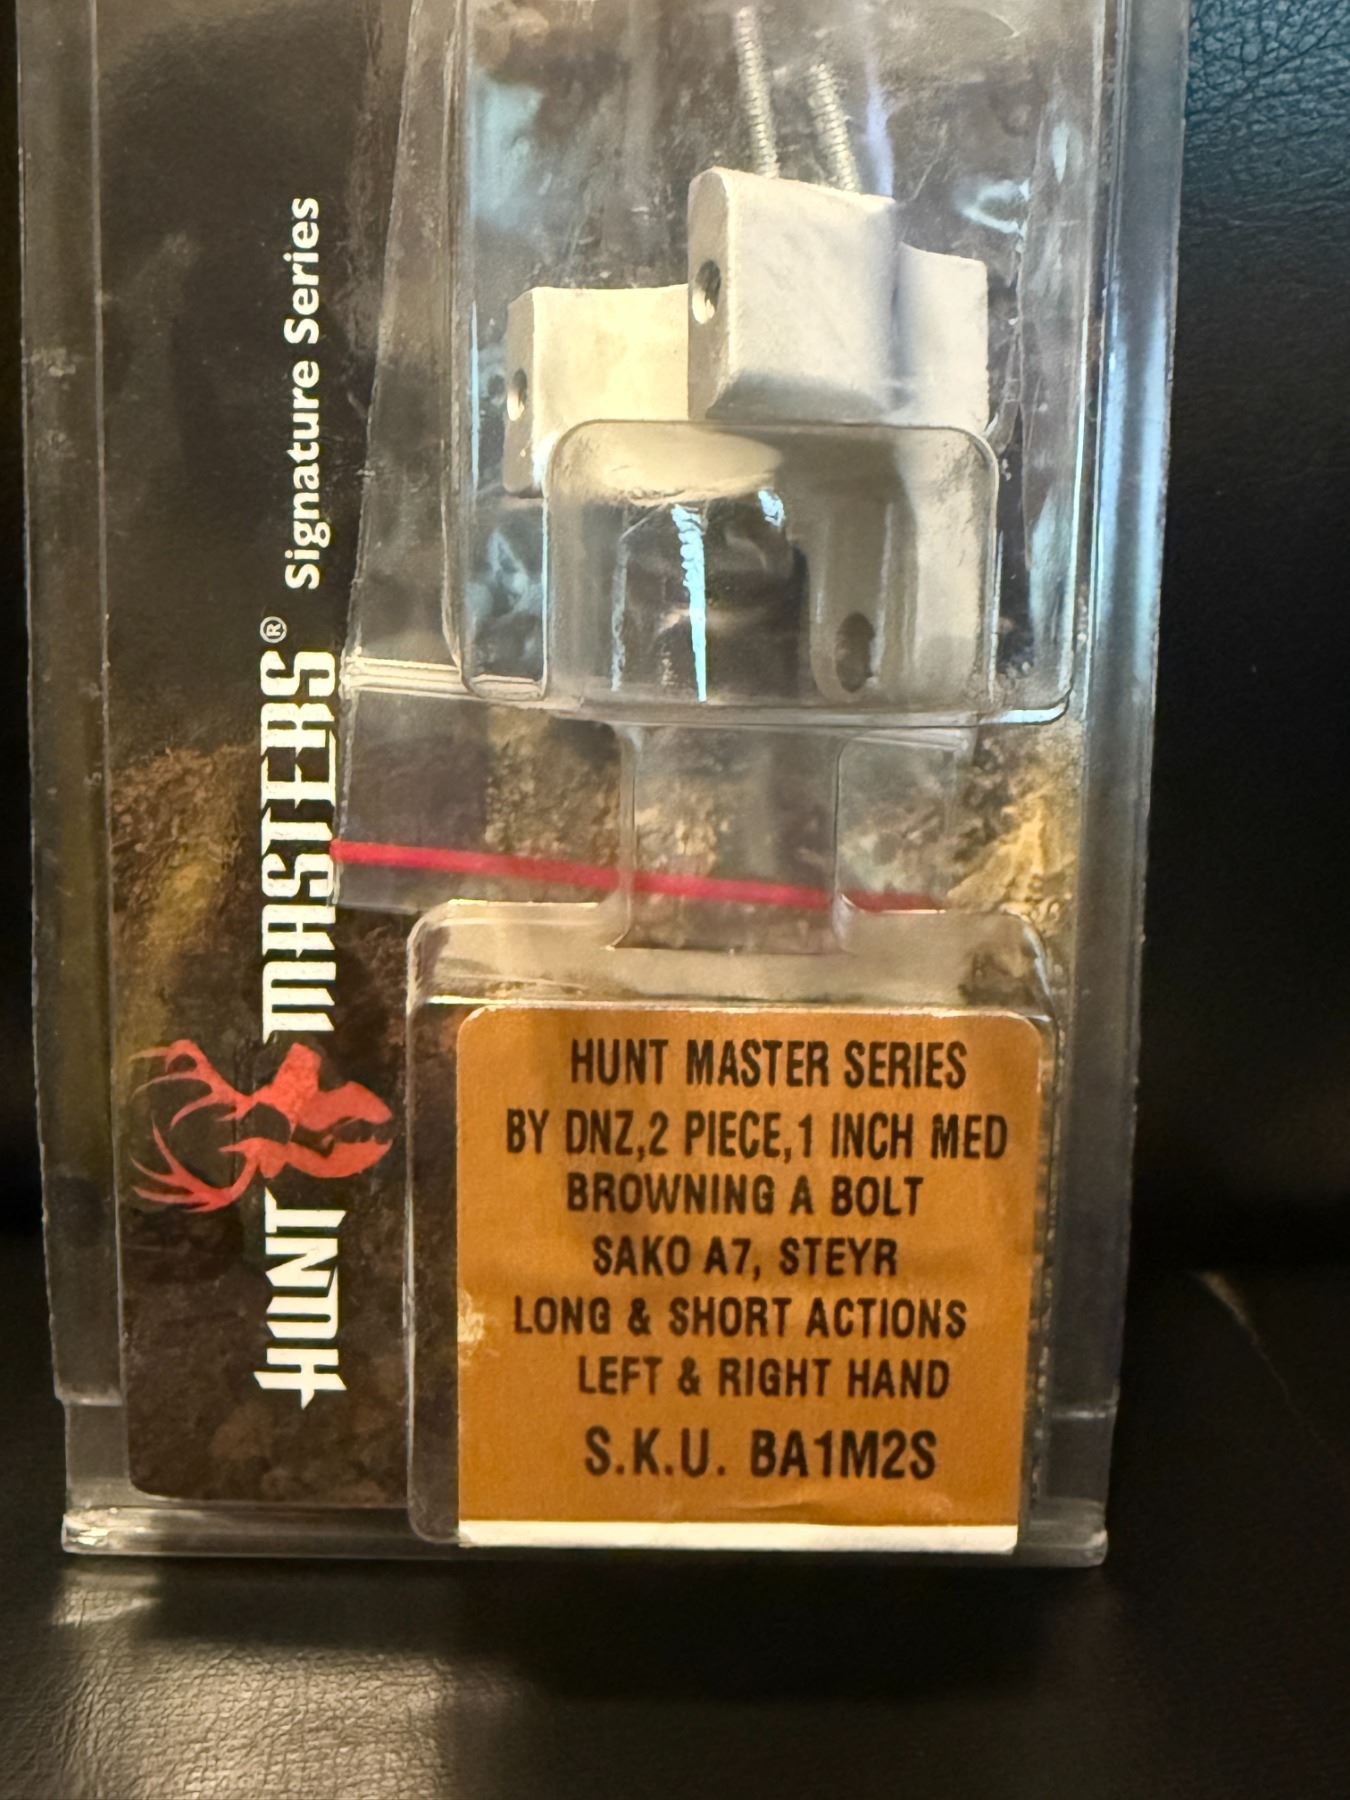 HUNT MASTERS® Signature Series
HUNT MASTER SERIES
BY DNZ,2 PIECE,1 INCH MED
BROWNING A BOLT
SAKO A7, STEYR
LONG & SHORT ACTIONS
LEFT & RIGHT HAND
S.K.U. BA1M2S